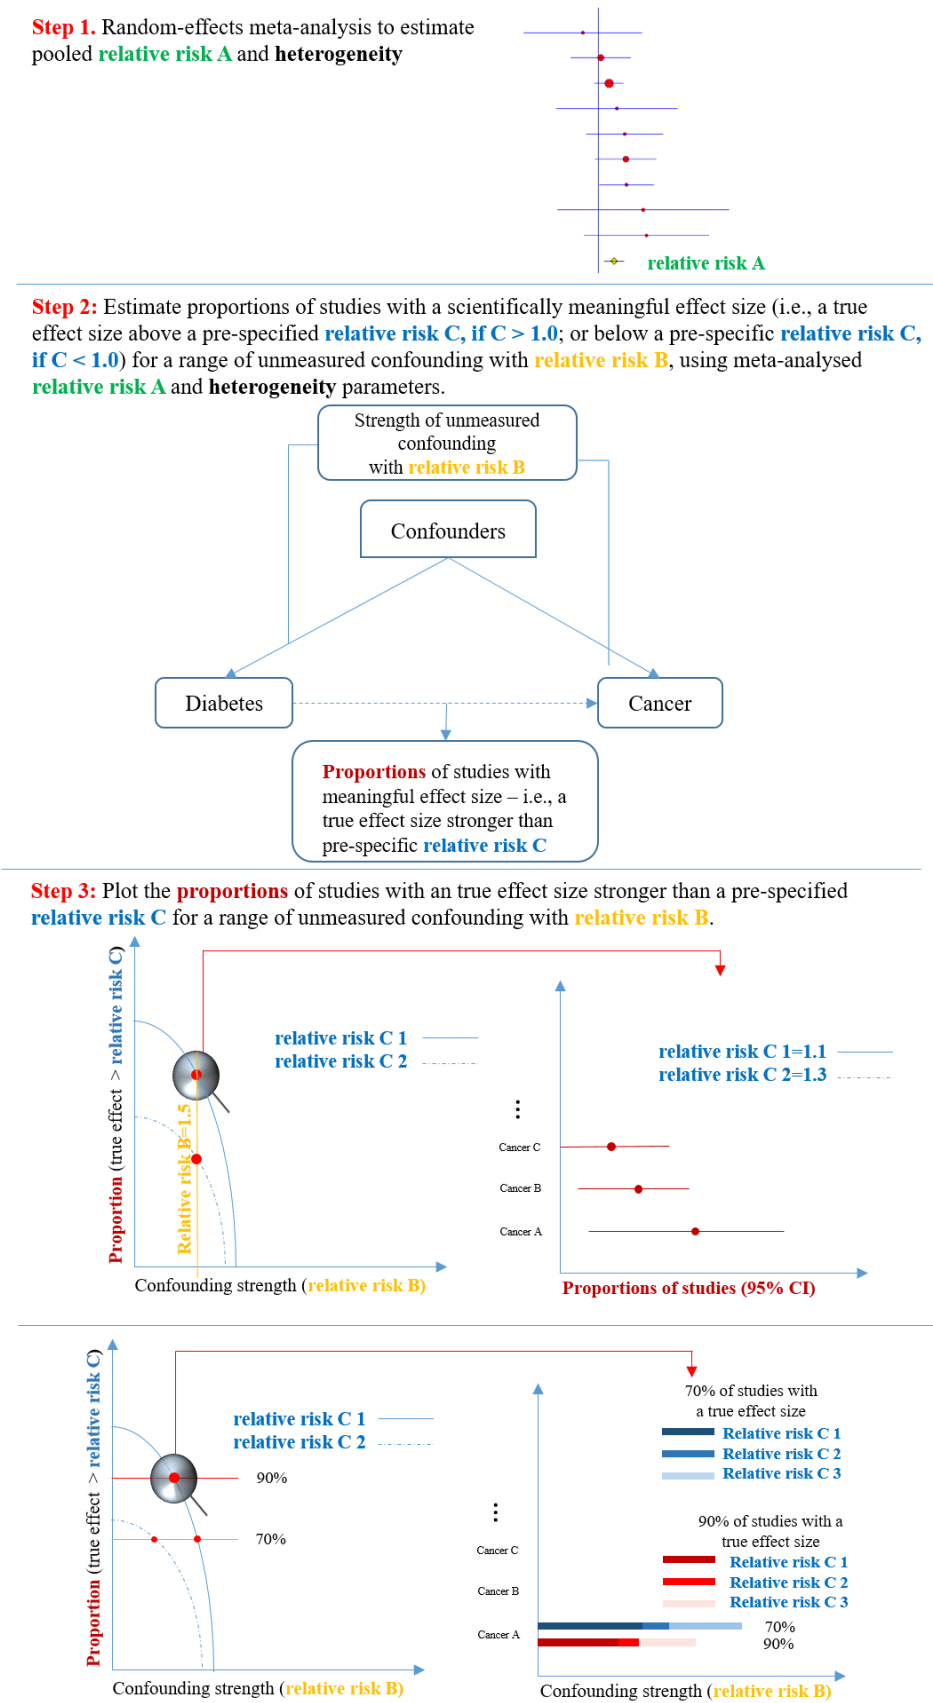 Step 1. Random-effects meta-analysis to estimate
pooled relative risk A and heterogeneity
relative risk A
Step 2: Estimate proportions of studies with a scientifically meaningful effect size (i.e., a true
effect size above a pre-specified relative risk C, if C > 1.0; or below a pre-specific relative risk C,
if C < 1.0) for a range of unmeasured confounding with relative risk B, using meta-analysed
relative risk A and heterogeneity parameters.
Strength of unmeasured
confounding
with relative risk B
Confounders
Diabetes
Cancer
Proportions of studies with
meaningful effect size – i.e., a
true effect size stronger than
pre-specific relative risk C
Step 3: Plot the proportions of studies with an true effect size stronger than a pre-specified
relative risk C for a range of unmeasured confounding with relative risk B.
Proportion (true effect > relative risk C)
relative risk C 1
relative risk C 2
Relative risk B=1.5
Confounding strength (relative risk B)
relative risk C 1=1.1
relative risk C 2=1.3
Cancer C
Cancer B
Cancer A
Proportions of studies (95% CI)
Proportion (true effect > relative risk C)
relative risk C 1
relative risk C 2
90%
70%
Confounding strength (relative risk B)
70% of studies with
a true effect size
Relative risk C 1
Relative risk C 2
Relative risk C 3
90% of studies with a
true effect size
Relative risk C 1
Relative risk C 2
Relative risk C 3
Cancer C
Cancer B
Cancer A
70%
90%
Confounding strength (relative risk B)